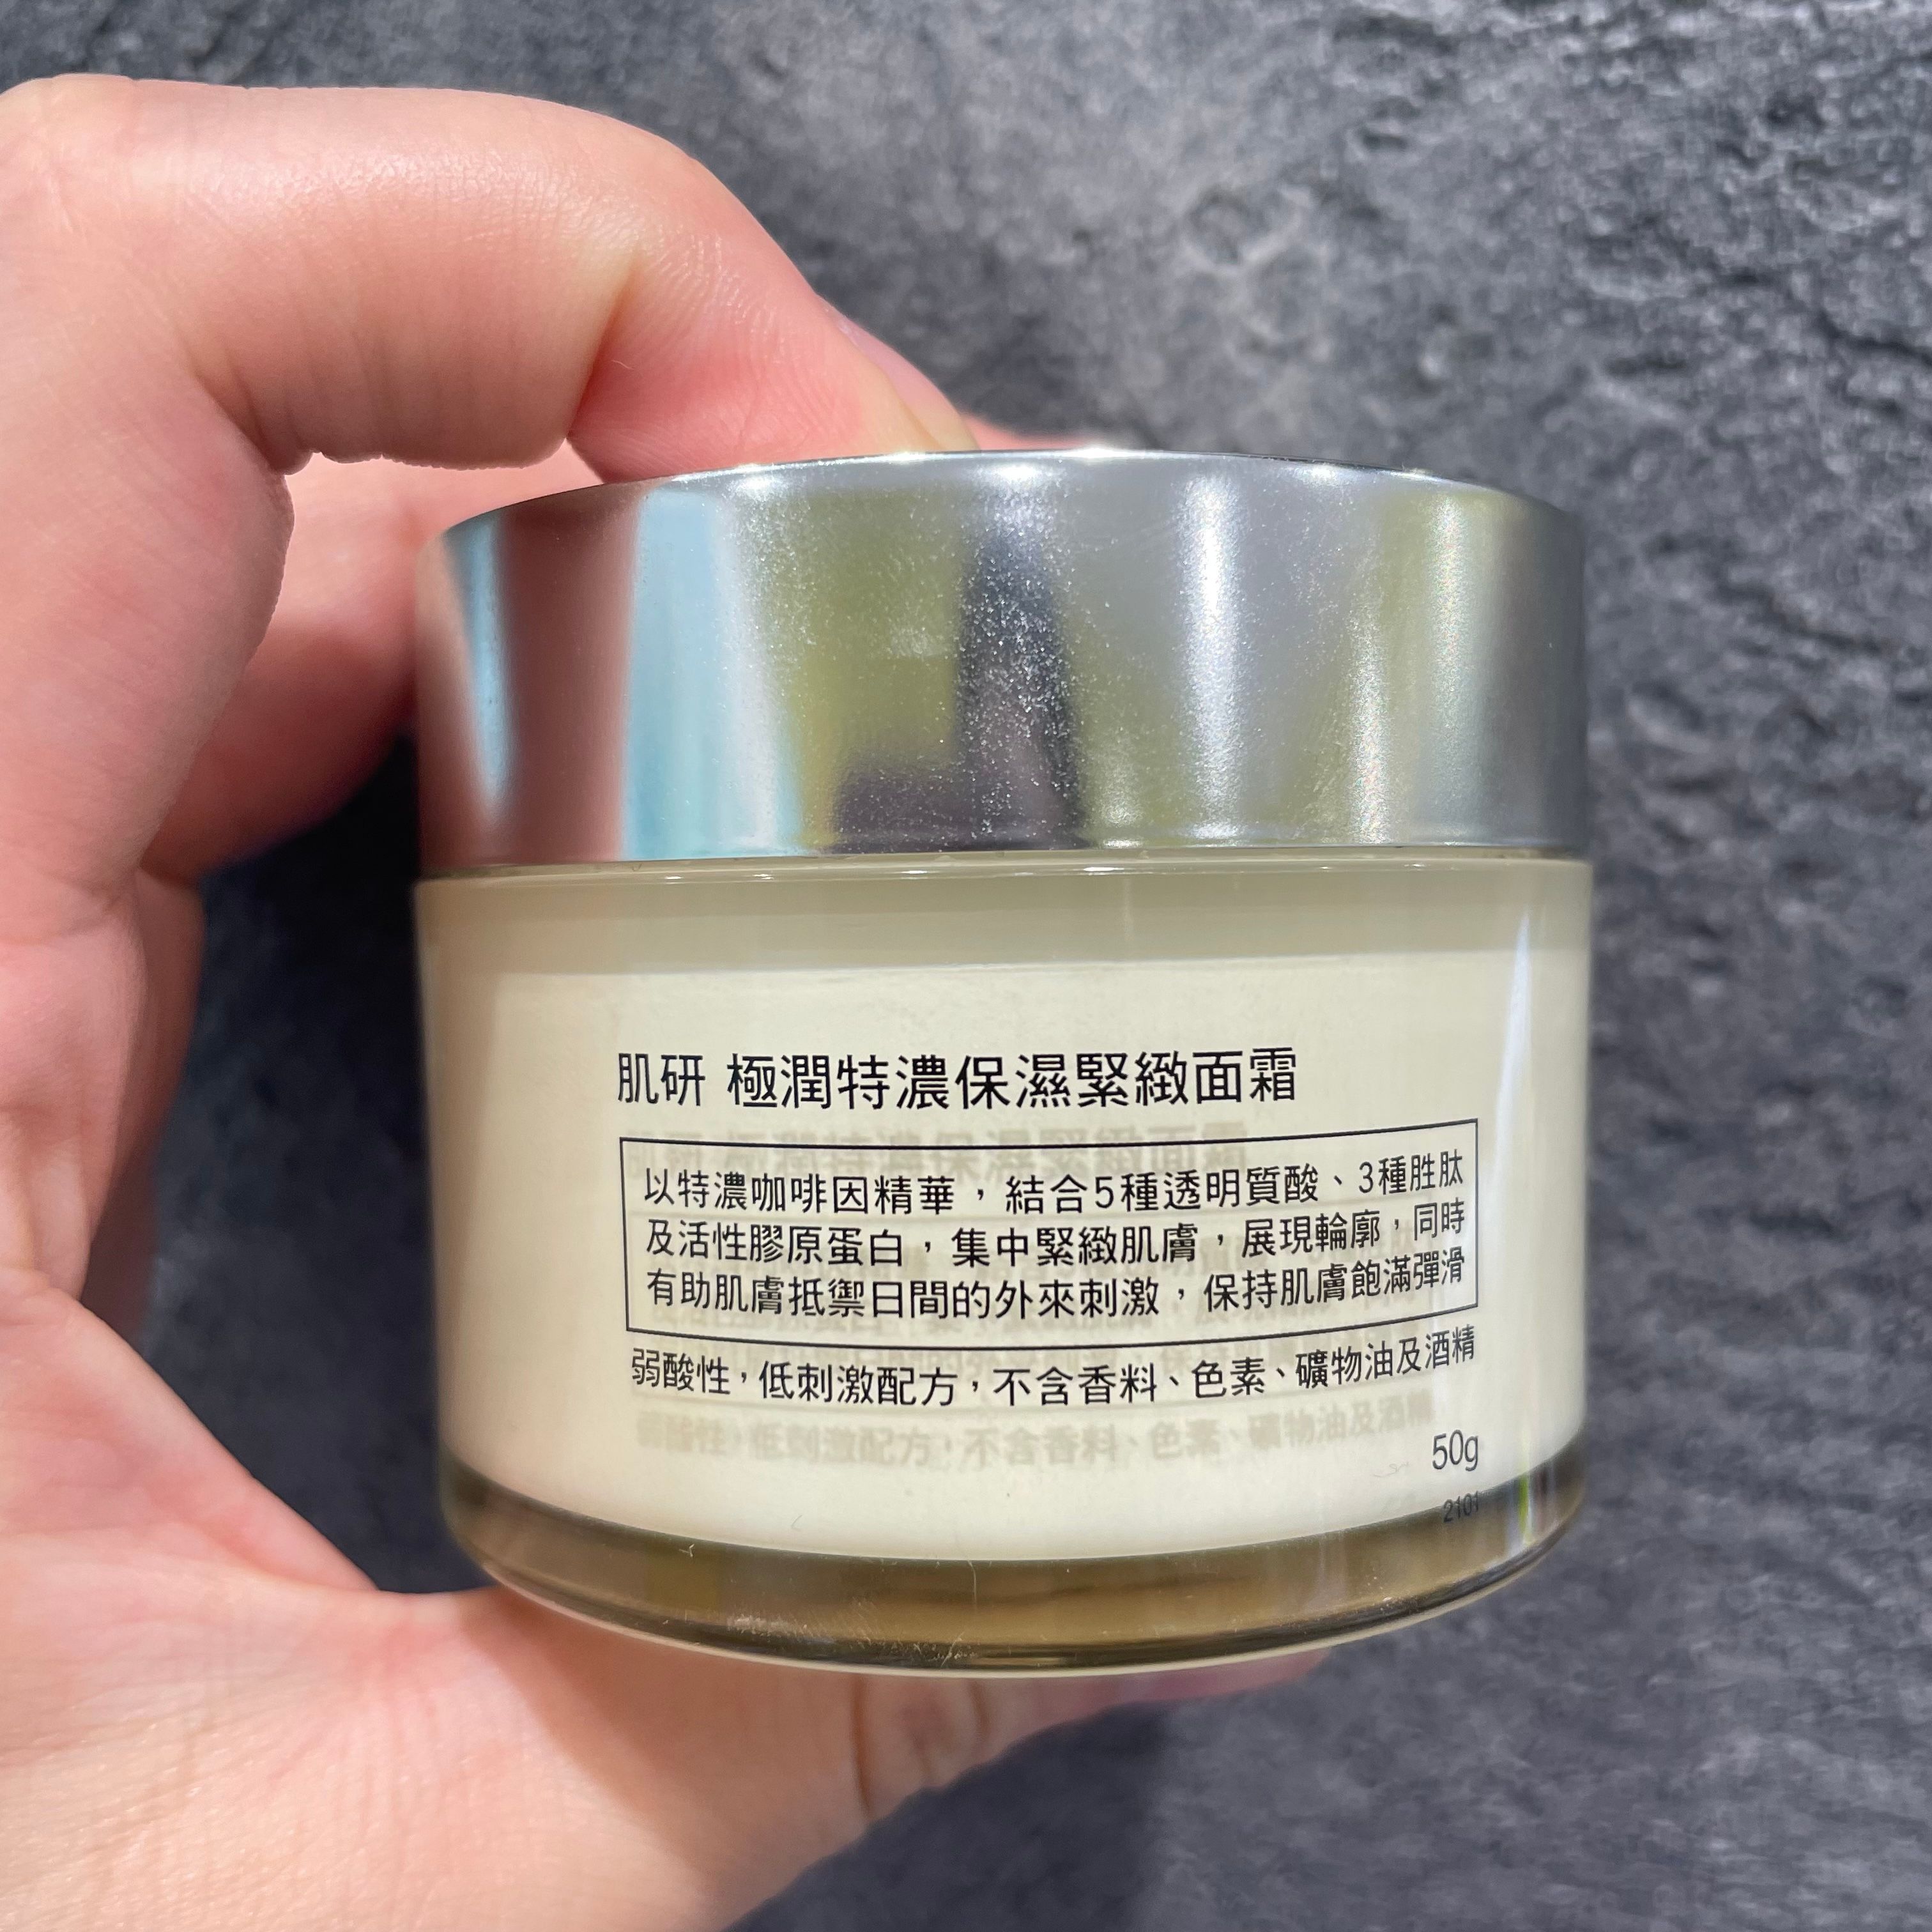 肌研 極潤特濃保濕緊緻面霜
以特濃咖啡因精華，結合5種透明質酸、3種胜肽
及活性膠原蛋白，集中緊緻肌膚，展現輪廓，同時
有助肌膚抵禦日間的外來刺激，保持肌膚飽滿彈滑
弱酸性，低刺激配方，不含香料、色素、礦物油及酒精
50g
2101